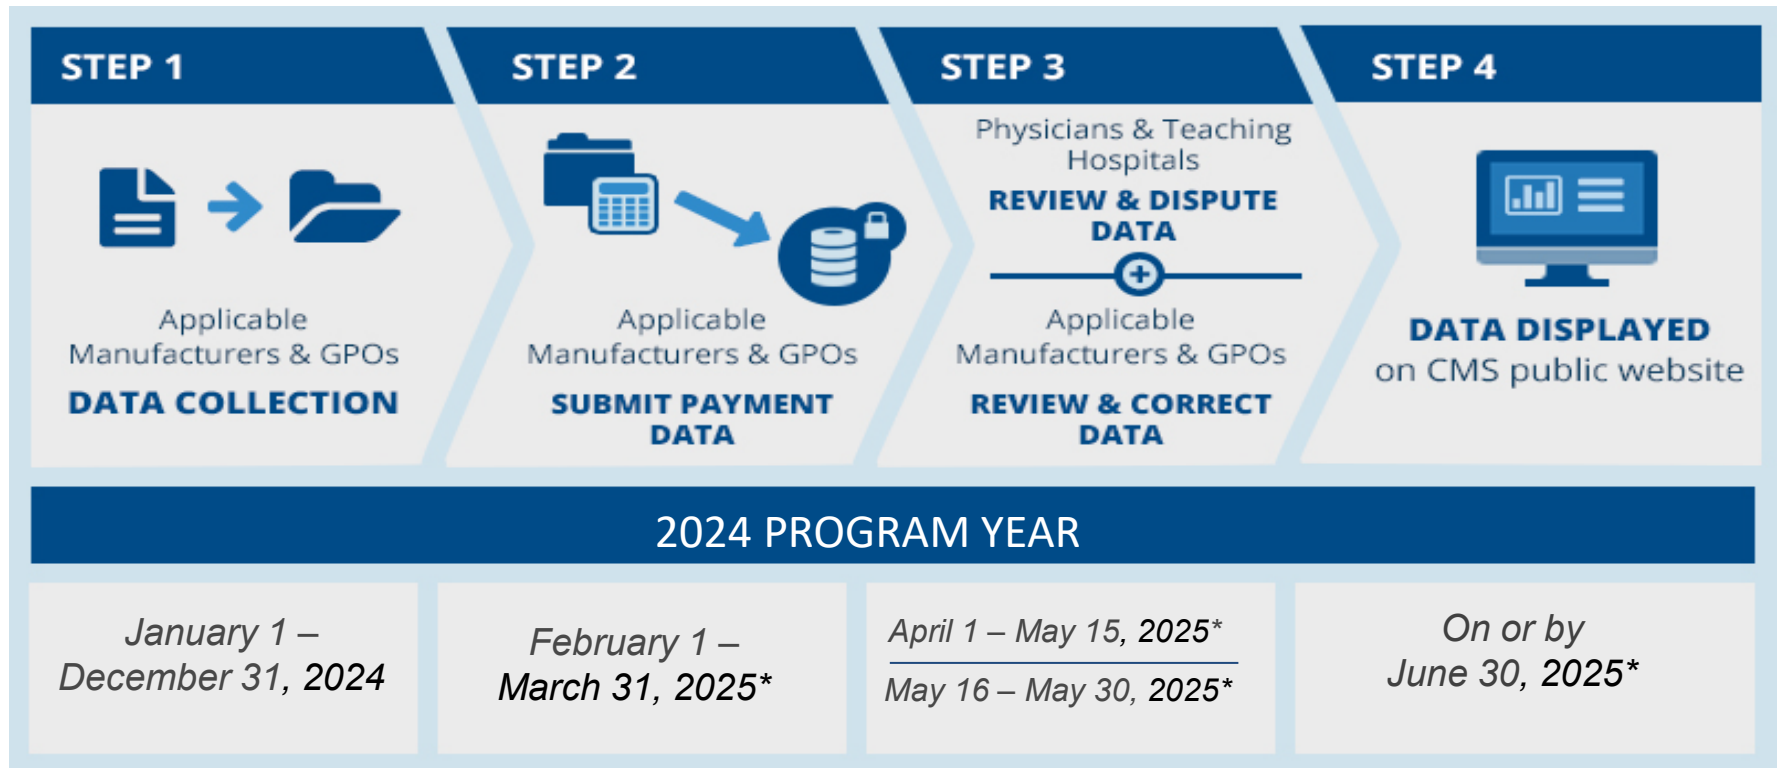 STEP 1
Applicable
Manufacturers & GPOs
DATA COLLECTION
STEP 2
Applicable
Manufacturers & GPOs
SUBMIT PAYMENT
DATA
STEP 3
Physicians & Teaching
Hospitals
REVIEW & DISPUTE
DATA
Applicable
Manufacturers & GPOs
REVIEW & CORRECT
DATA
STEP 4
DATA DISPLAYED
on CMS public website
2024 PROGRAM YEAR
January 1 –
December 31, 2024
February 1 –
March 31, 2025*
April 1 – May 15, 2025*
May 16 – May 30, 2025*
On or by
June 30, 2025*